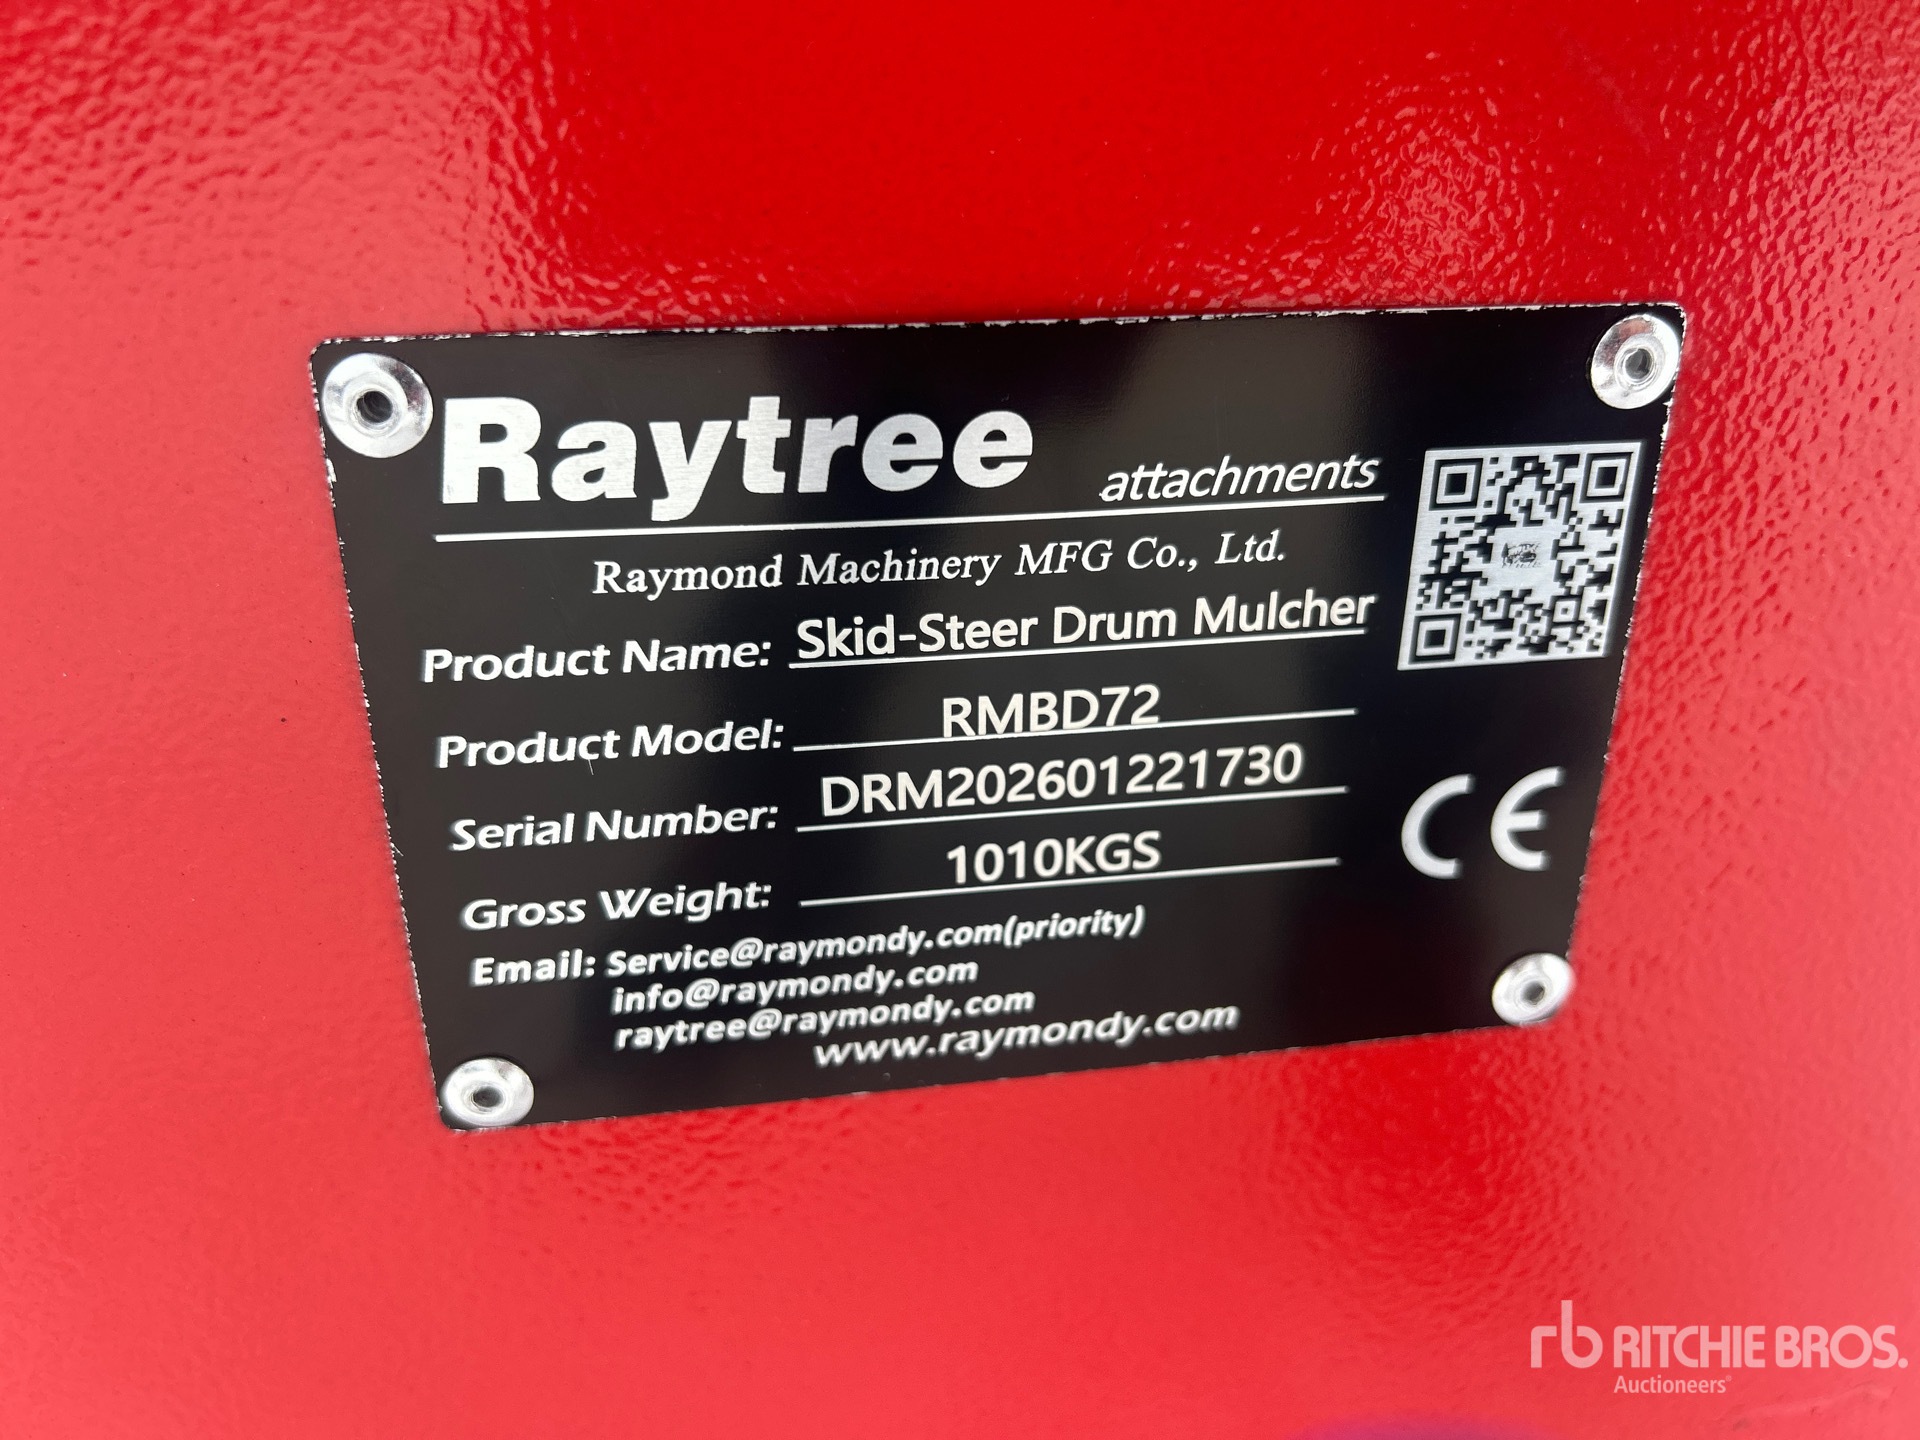 Raytree attachments
Raymond Machinery MFG Co., Ltd.
Product Name: Skid-Steer Drum Mulcher
Product Model: RMBD72
Serial Number: DRM202601221730
Gross Weight: 1010KGS
Email: Service@raymondy.com(priority)
info@raymondy.com
raytree@raymondy.com
www.raymondy.com
CE
rb RITCHIE BROS.
Auctioneers